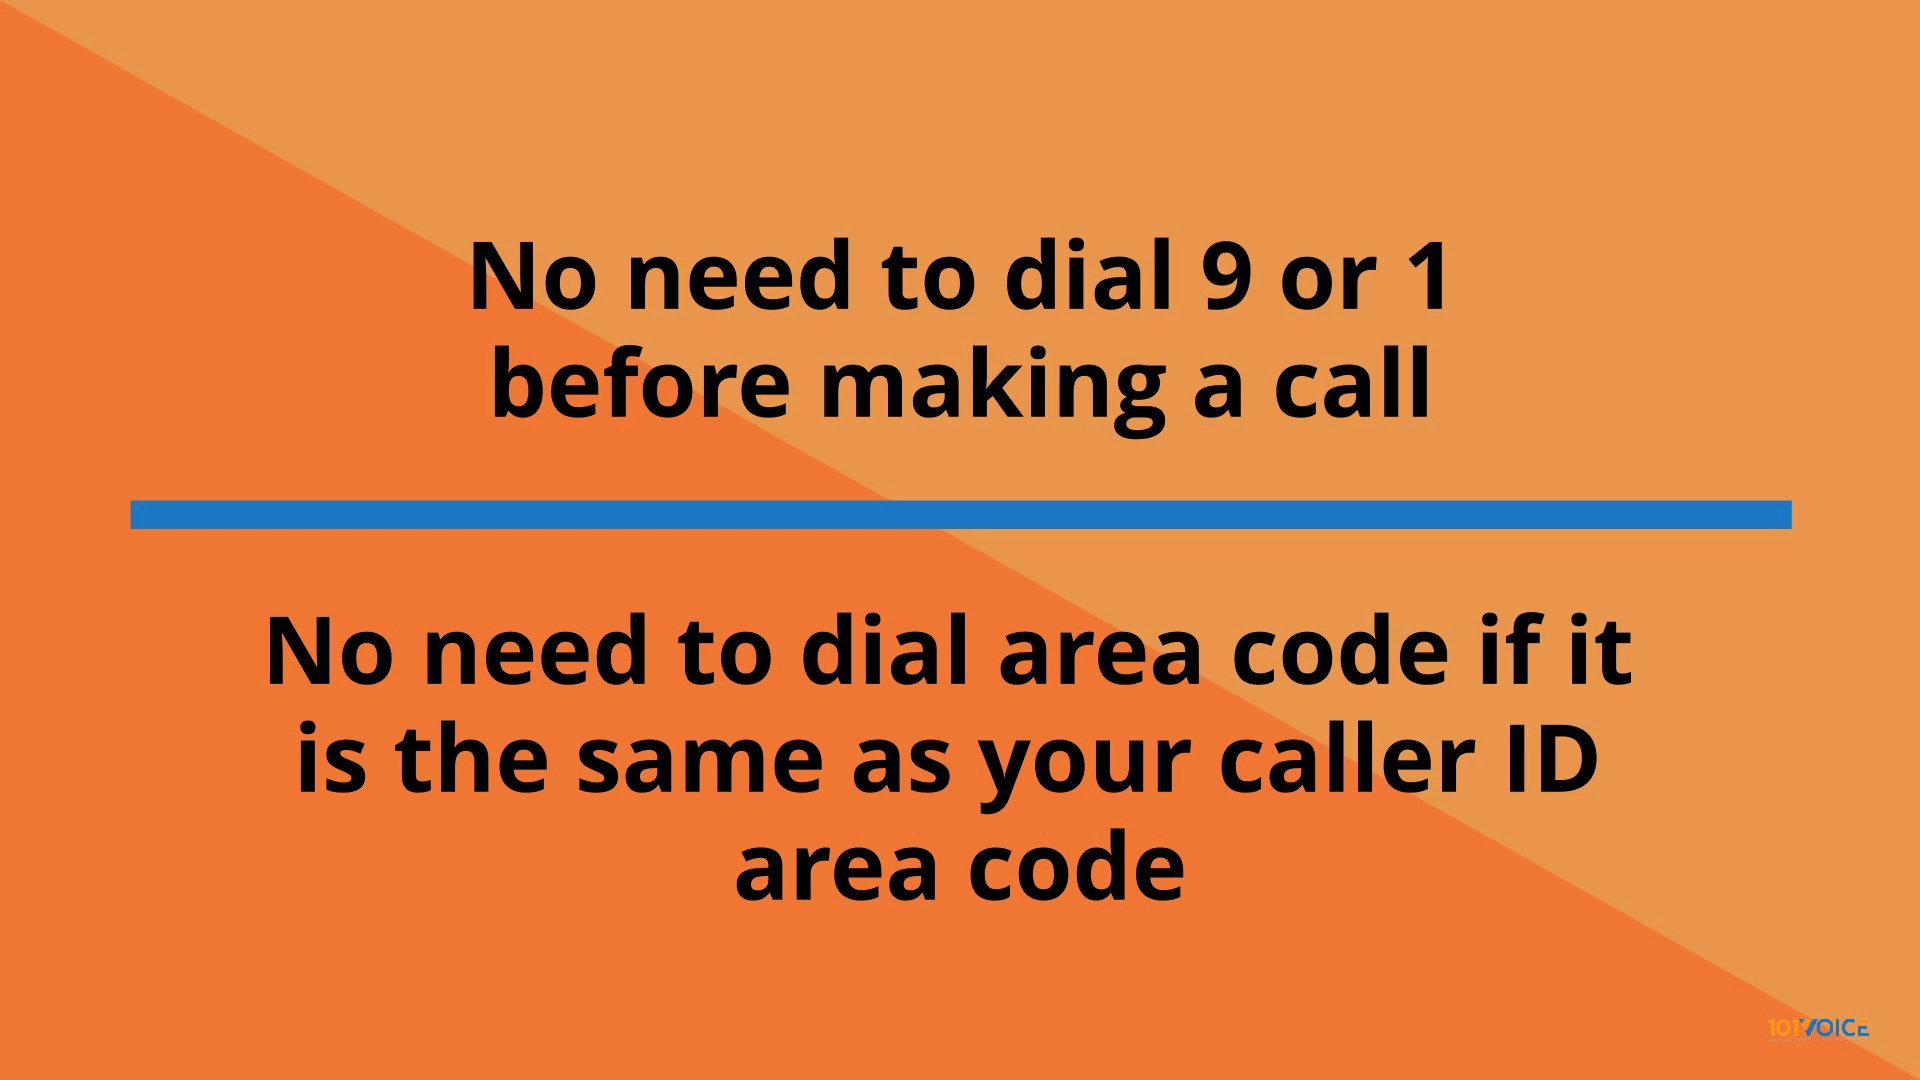 No need to dial 9 or 1
before making a call
No need to dial area code if it
is the same as your caller ID
area code
101VOICE